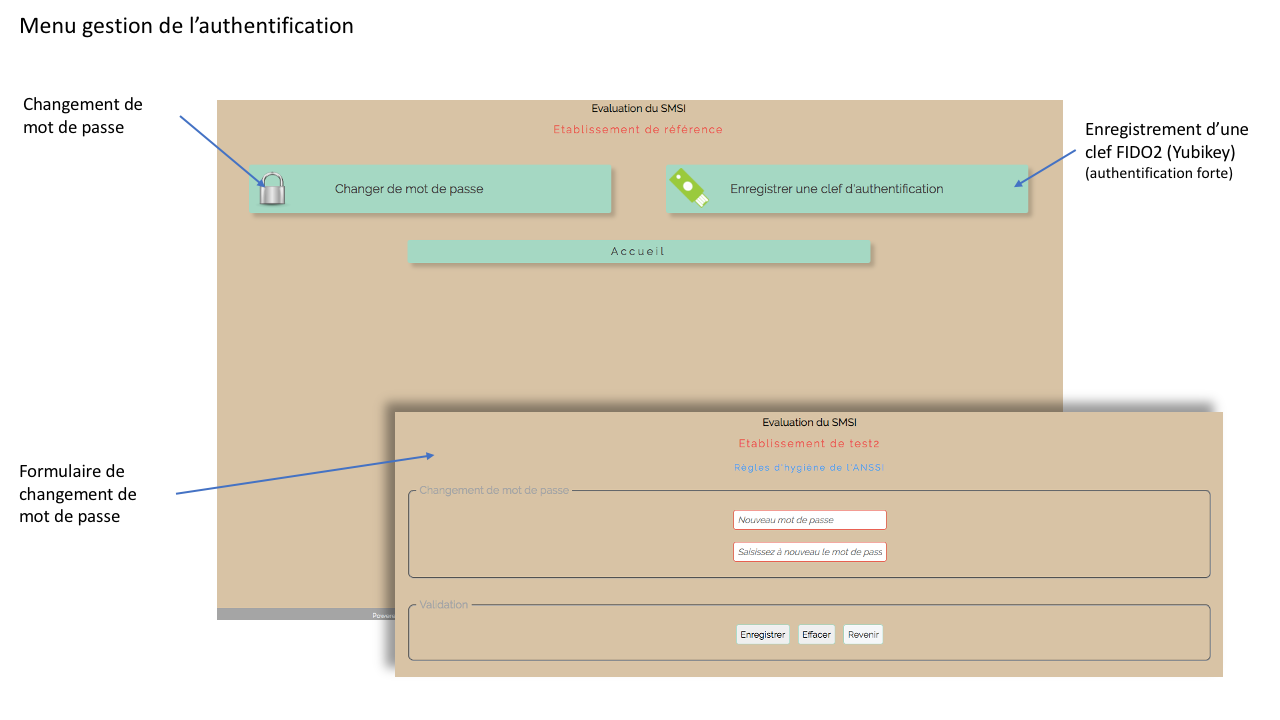 Menu gestion de l’authentification
Changement de
mot de passe
Evaluation du SMSI
Etablissement de référence
Enregistrement d’une
clef FIDO2 (Yubikey)
(authentification forte)
Changer de mot de passe
Enregistrer une clef d'authentification
Accueil
Evaluation du SMSI
Etablissement de test2
Règles d'hygiène de l'ANSSI
Formulaire de
changement de
mot de passe
Changement de mot de passe
Nouveau mot de passe
Saisissez à nouveau le mot de pass
Validation
Enregistrer Effacer Revenir